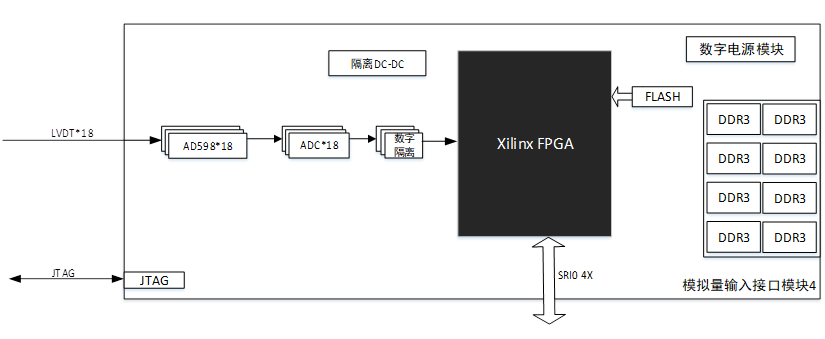 数字电源模块
隔离DC-DC
FLASH
DDR3 DDR3
LVDT*18
AD598*18
ADC*18
数字
隔离
Xilinx FPGA
DDR3 DDR3
DDR3 DDR3
DDR3 DDR3
JTAG
JTAG
SRIO 4X
模拟量输入接口模块4